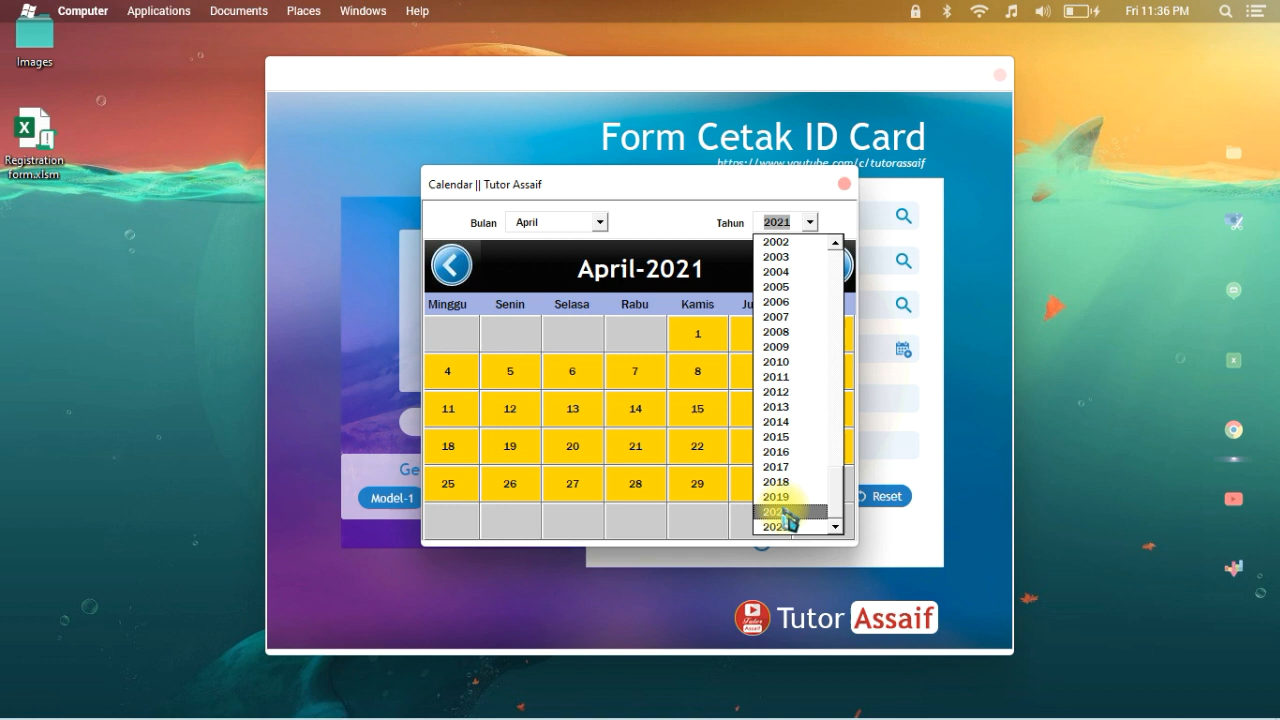 Computer Applications Documents Places Windows Help Fri 11:36 PM
Images
Registration
form.xlsm
Form Cetak ID Card
https://www.youtube.com/c/tutorassaif
Calendar || Tutor Assaif
Bulan April Tahun 2021
April-2021
Minggu Senin Selasa Rabu Kamis
1
4 5 6 7 8
11 12 13 14 15
18 19 20 21 22
25 26 27 28 29
2002
2003
2004
2005
2006
2007
2008
2009
2010
2011
2012
2013
2014
2015
2016
2017
2018
2019
Model-1
Reset
Tutor Assaif